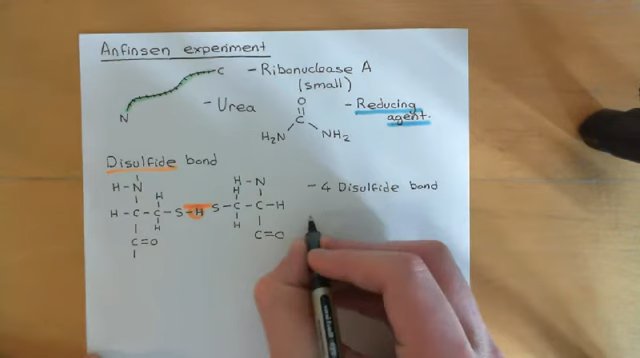 Anfinsen experiment
C - Ribonuclease A
(small)
N
- Urea
O
C
H₂N NH₂
- Reducing
agent.
Disulfide bond
H-N H H-N
H-C-C-S-H S-C-C-H
H H H
C=O C=O
- 4 Disulfide bond